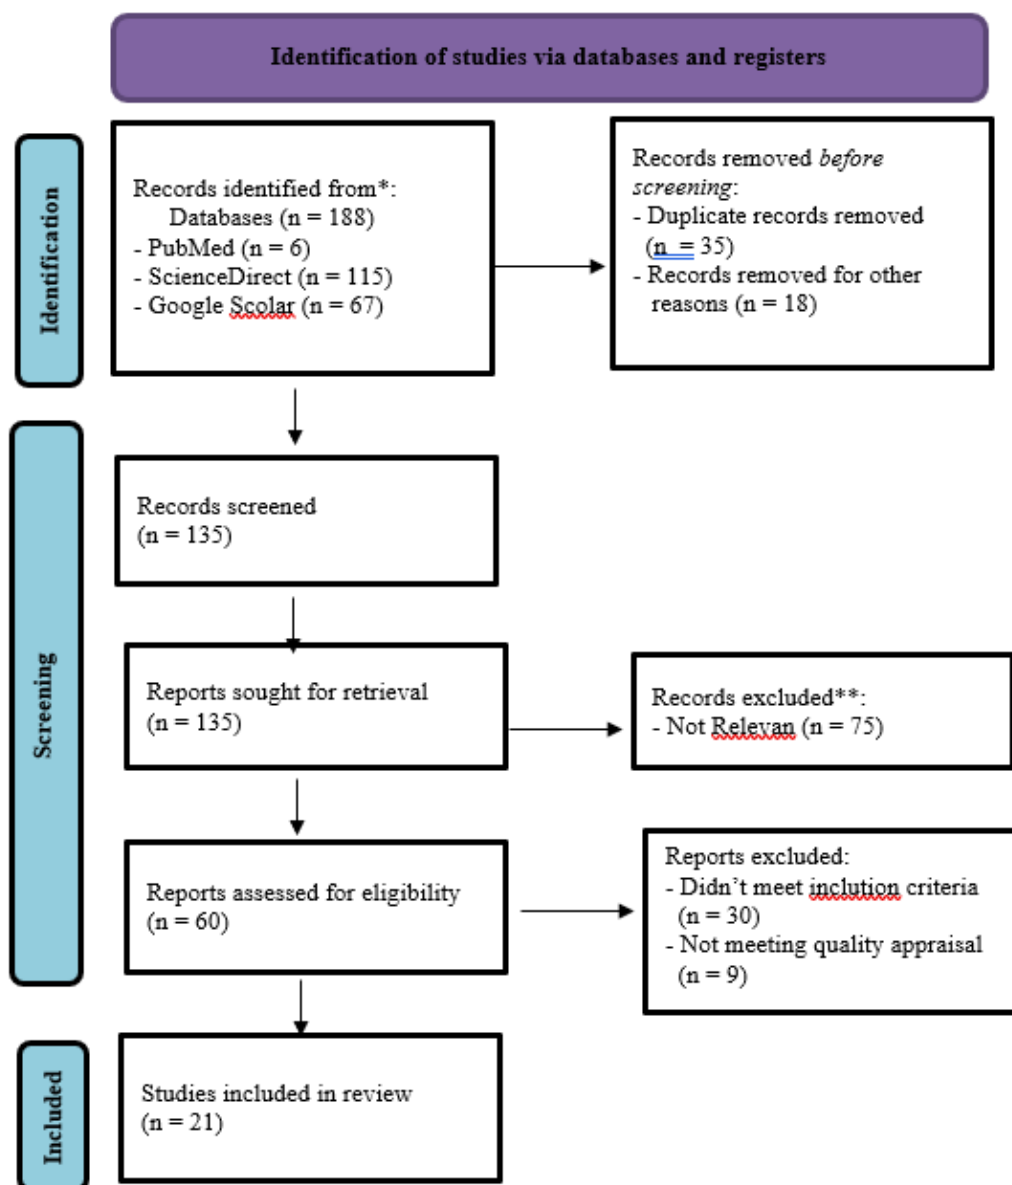 Identification of studies via databases and registers
Identification
Records identified from*:
Databases (n = 188)
- PubMed (n = 6)
- ScienceDirect (n = 115)
- Google Scolar (n = 67)
Records removed before
screening:
- Duplicate records removed
(n = 35)
- Records removed for other
reasons (n = 18)
Screening
Records screened
(n = 135)
Reports sought for retrieval
(n = 135)
Records excluded**:
- Not Relevan (n = 75)
Reports assessed for eligibility
(n = 60)
Reports excluded:
- Didn’t meet inclution criteria
(n = 30)
- Not meeting quality appraisal
(n = 9)
Included
Studies included in review
(n = 21)